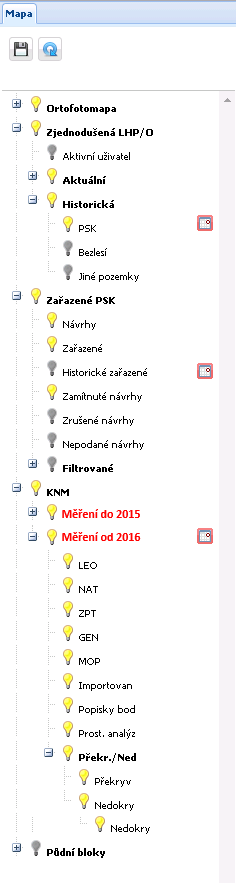 Mapa
Ortofotomapa
Zjednodušená LHP/O
Aktivní uživatel
Aktuální
Historická
PSK
Bezlesí
Jiné pozemky
Zařazené PSK
Návrhy
Zařazené
Historické zařazené
Zamítnuté návrhy
Zrušené návrhy
Nepodané návrhy
Filtrované
KNM
Měření do 2015
Měření od 2016
LEO
NAT
ZPT
GEN
MOP
Importovan
Popisky bod
Prost. analýz
Překr./Ned
Překryv
Nedokry
Nedokry
Půdní bloky